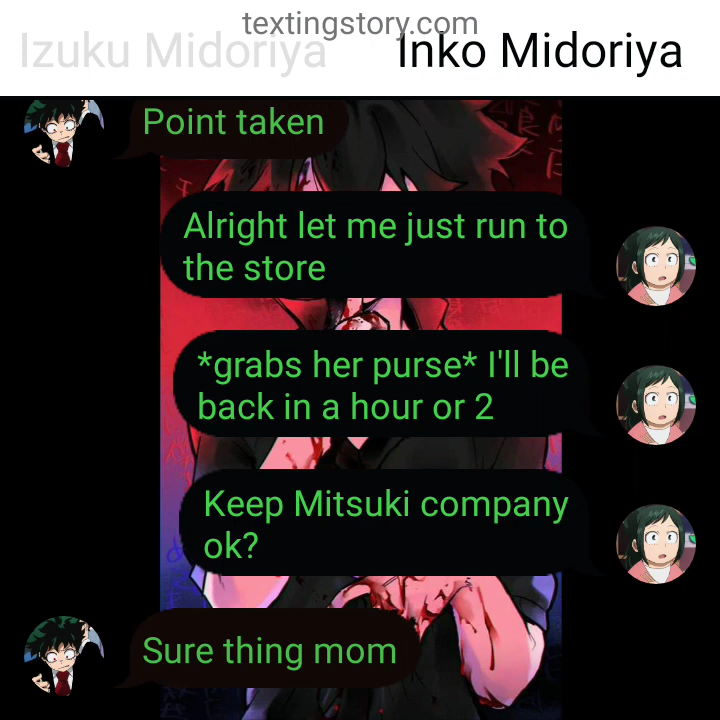 textingstory.com
Izuku Midoriya Inko Midoriya
Point taken
Alright let me just run to
the store
*grabs her purse* I'll be
back in a hour or 2
Keep Mitsuki company
ok?
Sure thing mom